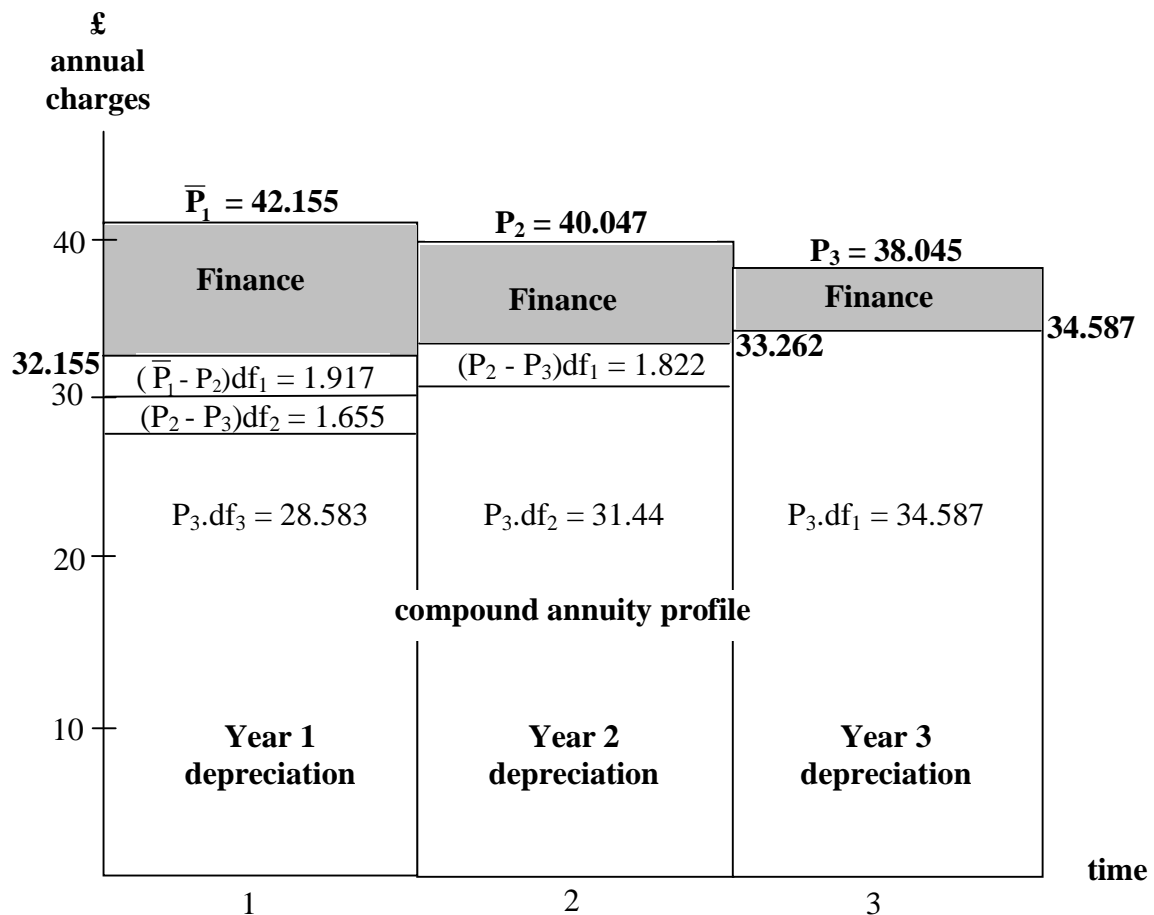 £
annual
charges
P̅₁ = 42.155
P₂ = 40.047
P₃ = 38.045
40
Finance
Finance
Finance
34.587
32.155
33.262
(P̅₁ - P₂)df₁ = 1.917
(P₂ - P₃)df₁ = 1.822
30
(P₂ - P₃)df₂ = 1.655
P₃.df₃ = 28.583
P₃.df₂ = 31.44
P₃.df₁ = 34.587
20
compound annuity profile
10
Year 1
depreciation
Year 2
depreciation
Year 3
depreciation
time
1
2
3